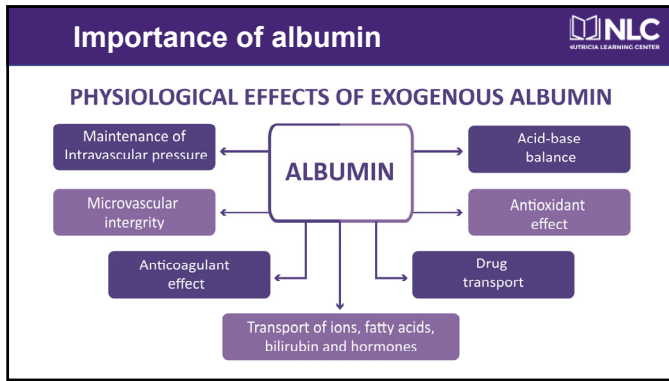 Importance of albumin
NLC
NUTRICIA LEARNING CENTER
PHYSIOLOGICAL EFFECTS OF EXOGENOUS ALBUMIN
Maintenance of
Intravascular pressure
ALBUMIN
Acid-base
balance
Microvascular
intergrity
Antioxidant
effect
Anticoagulant
effect
Drug
transport
Transport of ions, fatty acids,
bilirubin and hormones